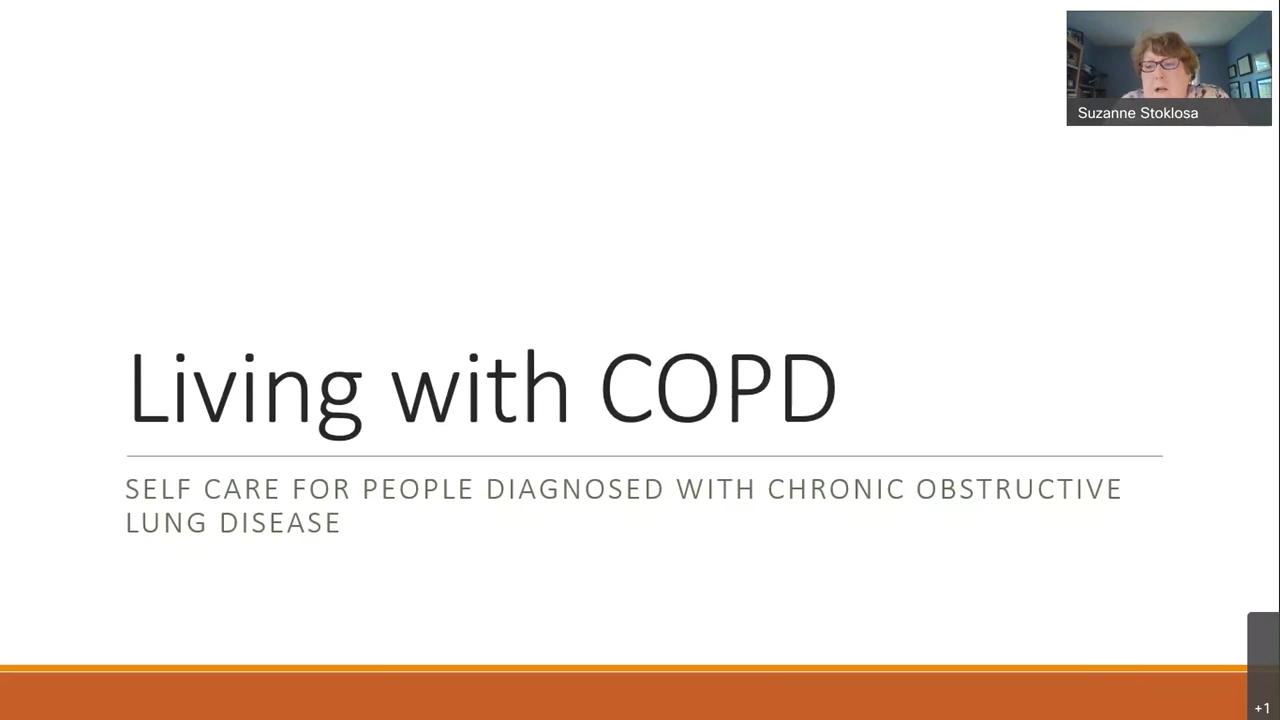 Suzanne Stoklosa
Living with COPD
SELF CARE FOR PEOPLE DIAGNOSED WITH CHRONIC OBSTRUCTIVE
LUNG DISEASE
+1